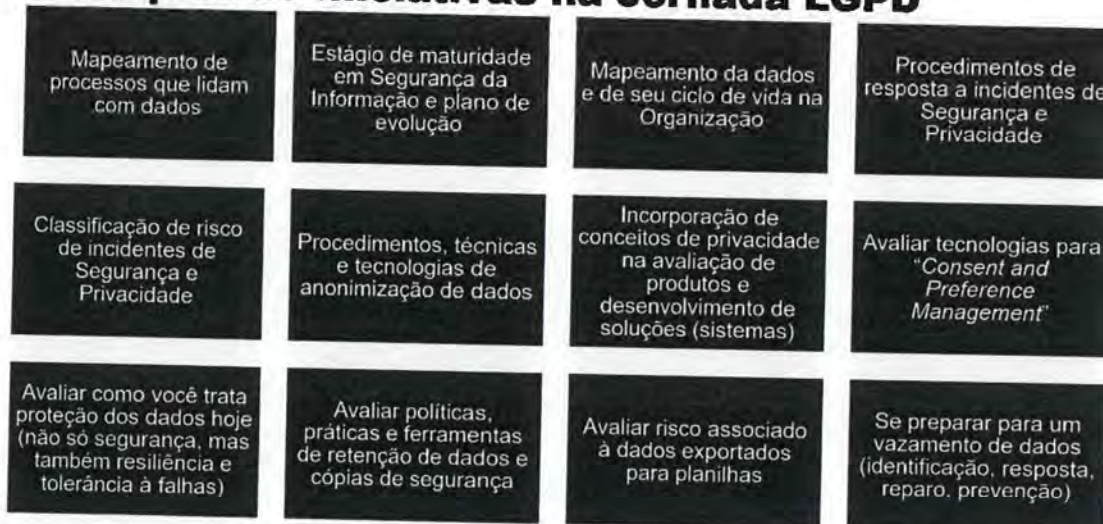 iniciativas na Jornada LGPD
Mapeamento de
processos que lidam
com dados
Estágio de maturidade
em Segurança da
Informação e plano de
evolução
Mapeamento da dados
e de seu ciclo de vida na
Organização
Procedimentos de
resposta a incidentes de
Segurança e
Privacidade
Classificação de risco
de incidentes de
Segurança e
Privacidade
Procedimentos, técnicas
e tecnologias de
anonimização de dados
Incorporação de
conceitos de privacidade
na avaliação de
produtos e
desenvolvimento de
soluções (sistemas)
Avaliar tecnologias para
“Consent and
Preference
Management”
Avaliar como você trata
proteção dos dados hoje
(não só segurança, mas
também resiliência e
tolerância à falhas)
Avaliar políticas,
práticas e ferramentas
de retenção de dados e
cópias de segurança
Avaliar risco associado
à dados exportados
para planilhas
Se preparar para um
vazamento de dados
(identificação, resposta,
reparo. prevenção)